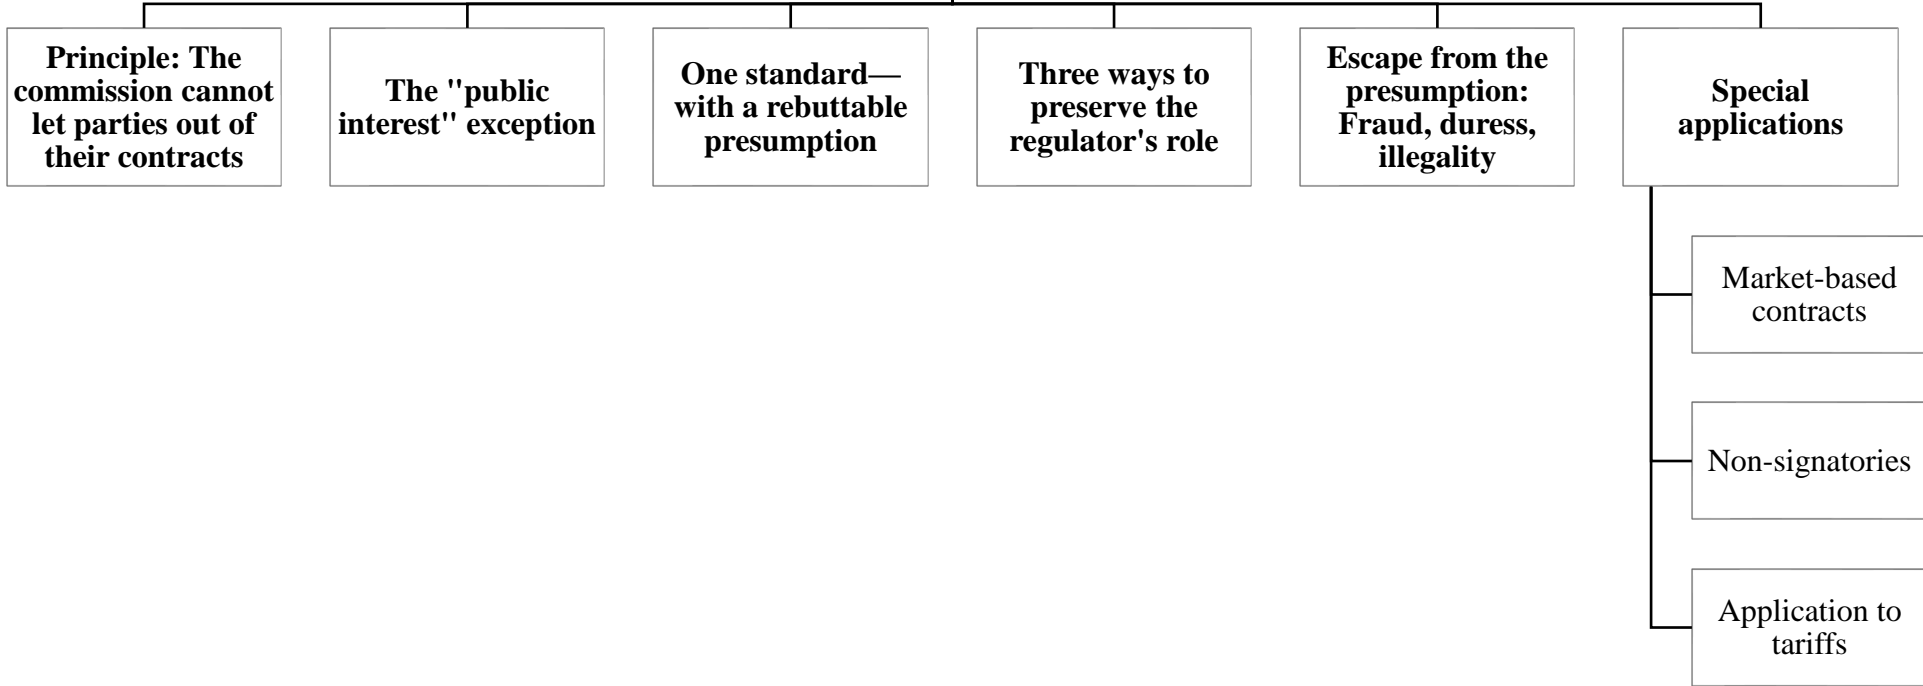 Principle: The
commission cannot
let parties out of
their contracts
The "public
interest" exception
One standard—
with a rebuttable
presumption
Three ways to
preserve the
regulator's role
Escape from the
presumption:
Fraud, duress,
illegality
Special
applications
Market-based
contracts
Non-signatories
Application to
tariffs